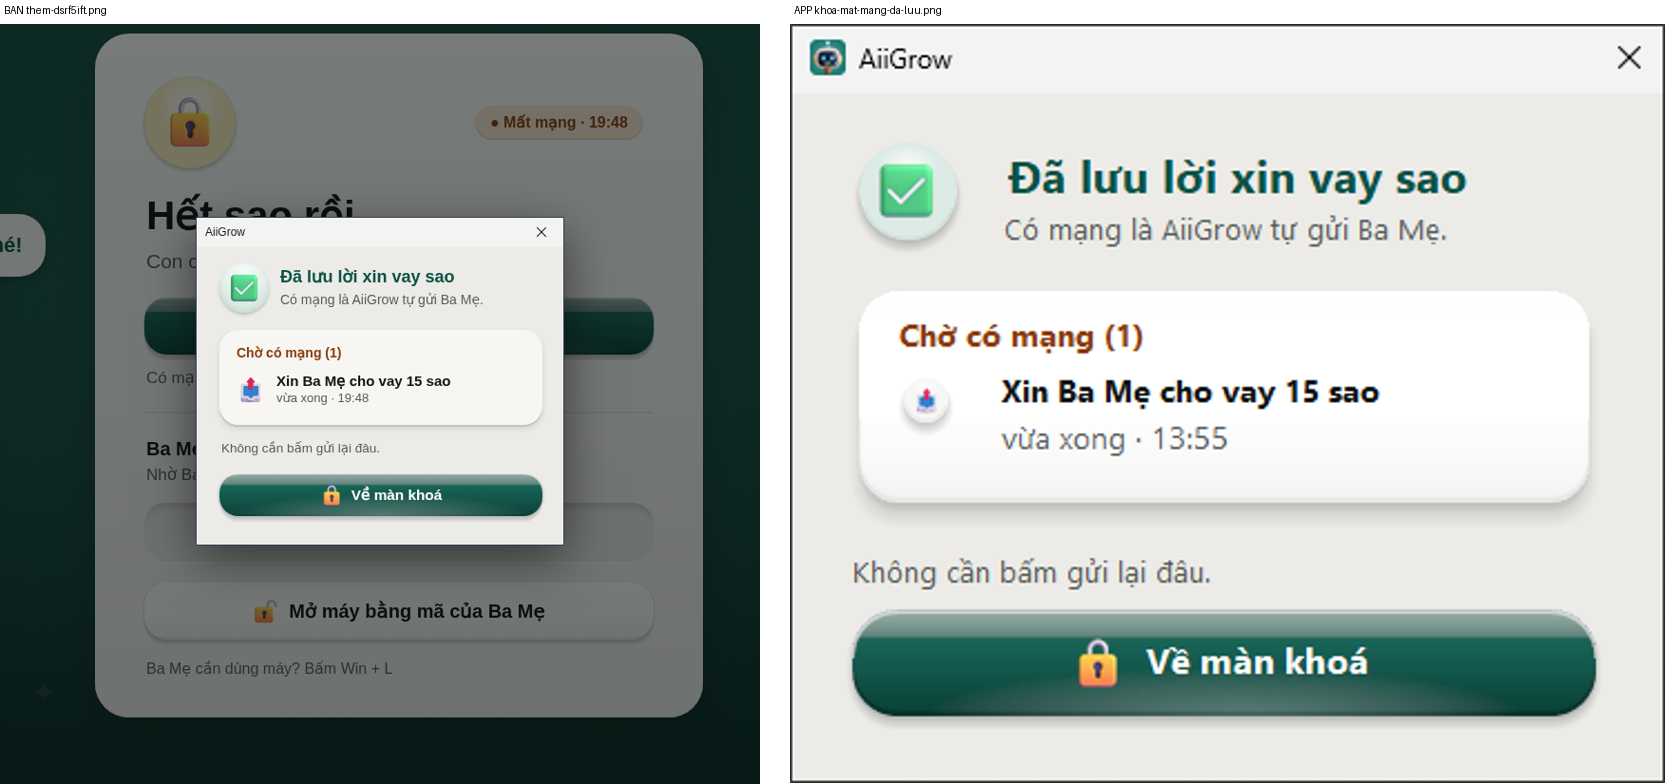 BAN them-dsrf5ift.png
● Mất mạng · 19:48
Hết sao rồi
né!
Con c
Có mạ
Ba Mẹ
Nhờ Ba
AiiGrow
Đã lưu lời xin vay sao
Có mạng là AiiGrow tự gửi Ba Mẹ.
Chờ có mạng (1)
Xin Ba Mẹ cho vay 15 sao
vừa xong · 19:48
Không cần bấm gửi lại đâu.
Về màn khoá
Mở máy bằng mã của Ba Mẹ
Ba Mẹ cần dùng máy? Bấm Win + L
APP khoa-mat-mang-da-luu.png
AiiGrow
Đã lưu lời xin vay sao
Có mạng là AiiGrow tự gửi Ba Mẹ.
Chờ có mạng (1)
Xin Ba Mẹ cho vay 15 sao
vừa xong · 13:55
Không cần bấm gửi lại đâu.
Về màn khoá